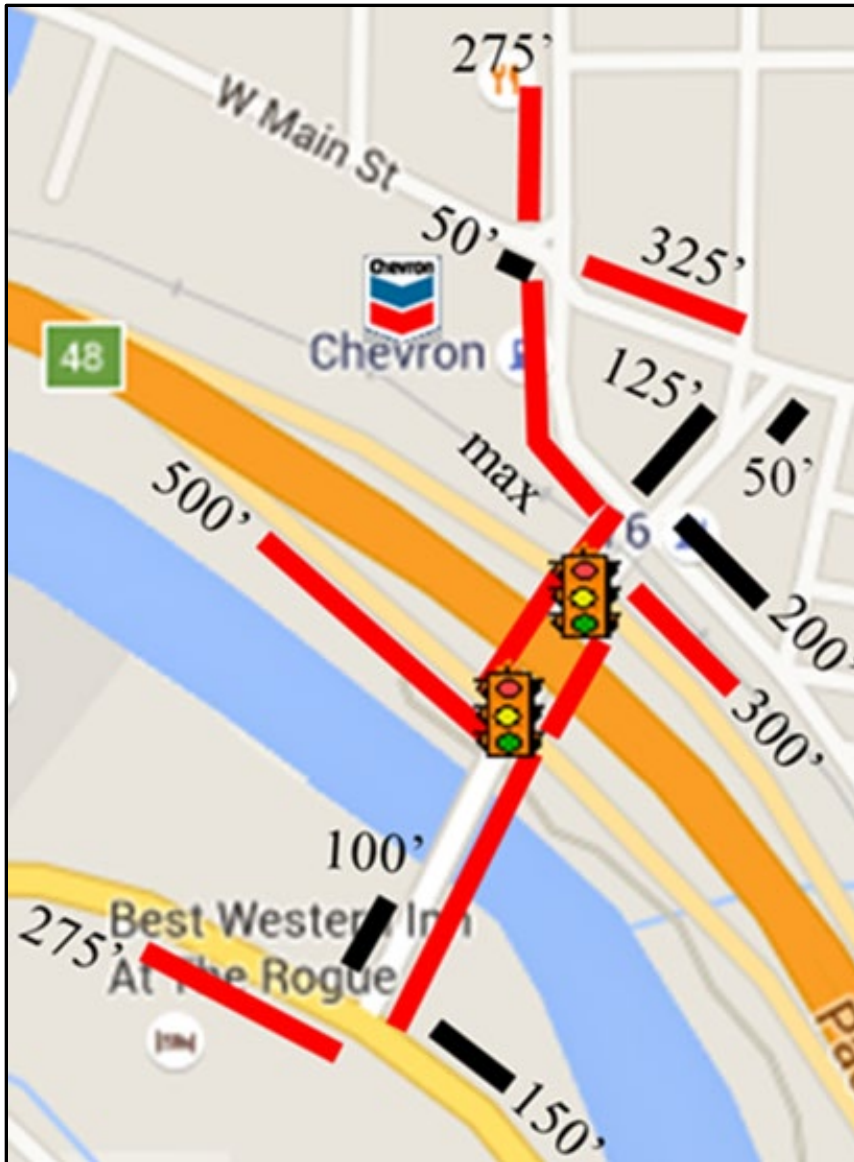 275’
W Main St
50’
325’
Chevron
48
Chevron
125’
max
50’
500’
6
200’
300’
100’
Best Western Inn
At The Rogue
275’
150’